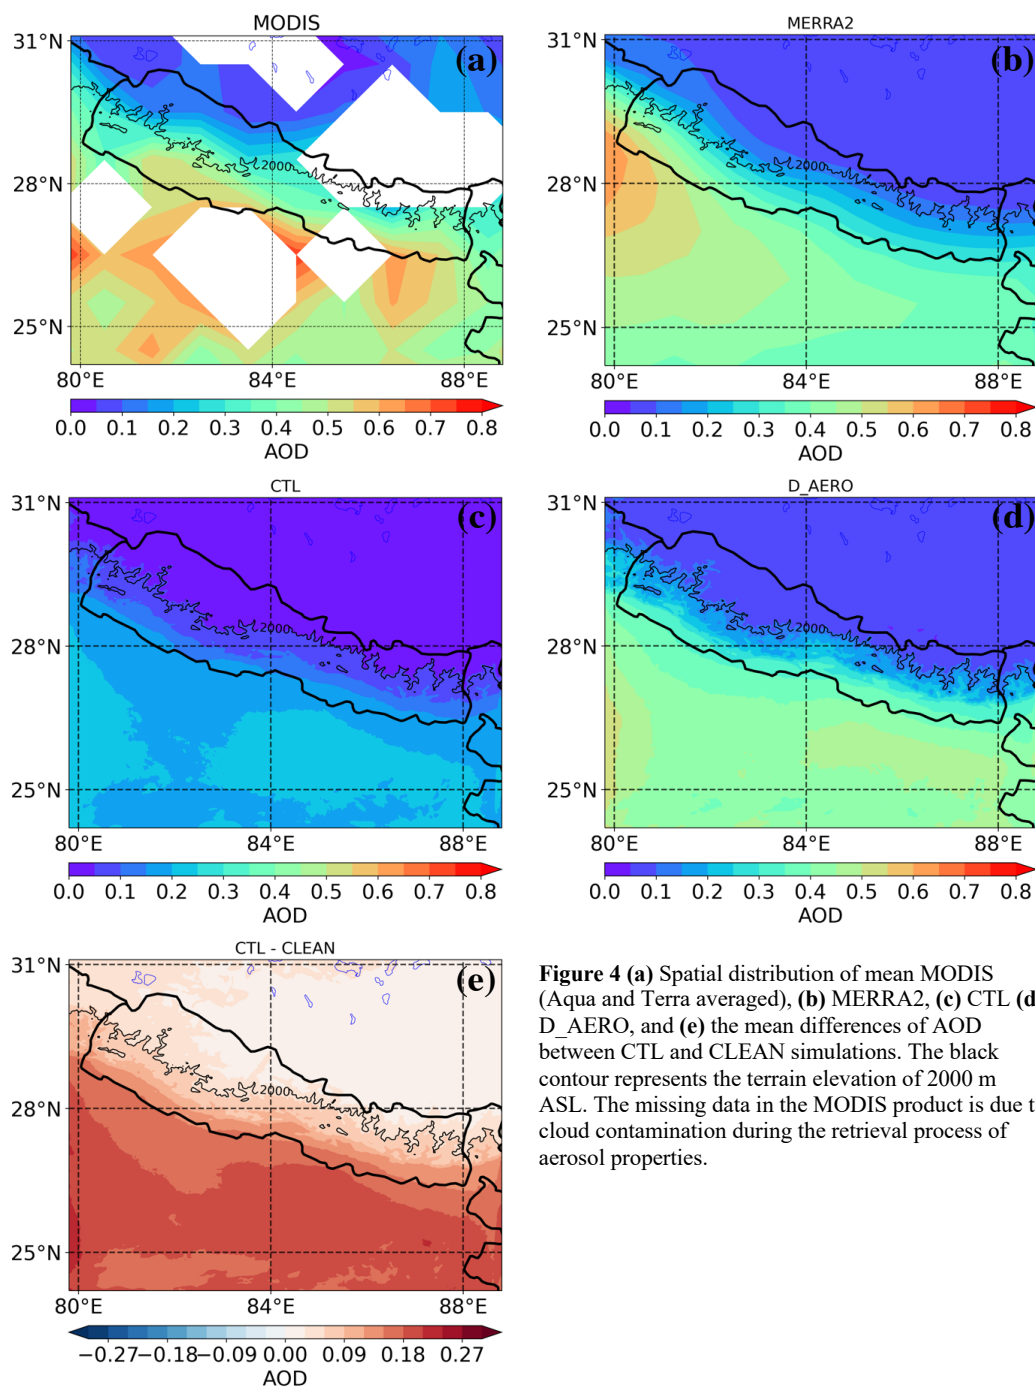 MODIS
(a)
31°N
28°N
25°N
2000
80°E 84°E 88°E
0.0 0.1 0.2 0.3 0.4 0.5 0.6 0.7 0.8
AOD
MERRA2
(b)
31°N
28°N
25°N
2000
80°E 84°E 88°E
0.0 0.1 0.2 0.3 0.4 0.5 0.6 0.7 0.8
AOD
CTL
(c)
31°N
28°N
25°N
2000
80°E 84°E 88°E
0.0 0.1 0.2 0.3 0.4 0.5 0.6 0.7 0.8
AOD
D_AERO
(d)
31°N
28°N
25°N
2000
80°E 84°E 88°E
0.0 0.1 0.2 0.3 0.4 0.5 0.6 0.7 0.8
AOD
CTL - CLEAN
(e)
31°N
28°N
25°N
2000
80°E 84°E 88°E
−0.27 −0.18 −0.09 0.00 0.09 0.18 0.27
AOD
Figure 4 (a) Spatial distribution of mean MODIS
(Aqua and Terra averaged), (b) MERRA2, (c) CTL (d
D_AERO, and (e) the mean differences of AOD
between CTL and CLEAN simulations. The black
contour represents the terrain elevation of 2000 m
ASL. The missing data in the MODIS product is due t
cloud contamination during the retrieval process of
aerosol properties.